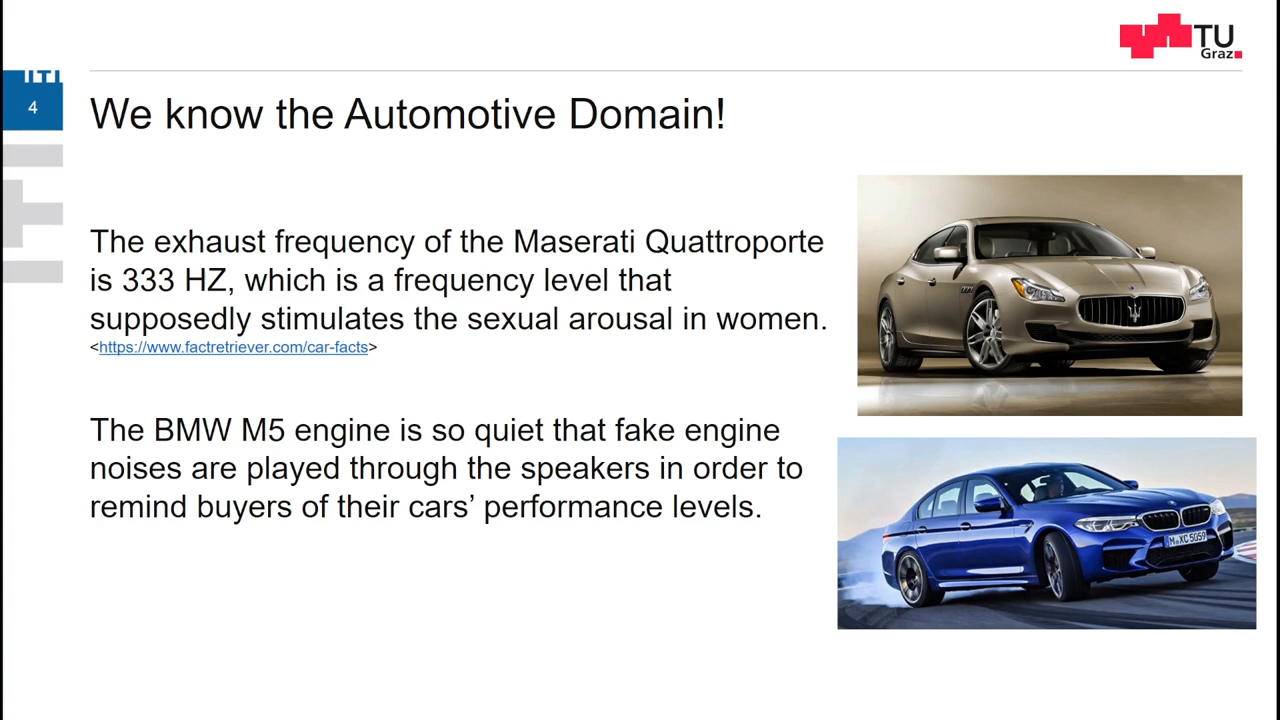 TU
Graz
4
We know the Automotive Domain!
The exhaust frequency of the Maserati Quattroporte
is 333 HZ, which is a frequency level that
supposedly stimulates the sexual arousal in women.
<https://www.factretriever.com/car-facts>
The BMW M5 engine is so quiet that fake engine
noises are played through the speakers in order to
remind buyers of their cars’ performance levels.